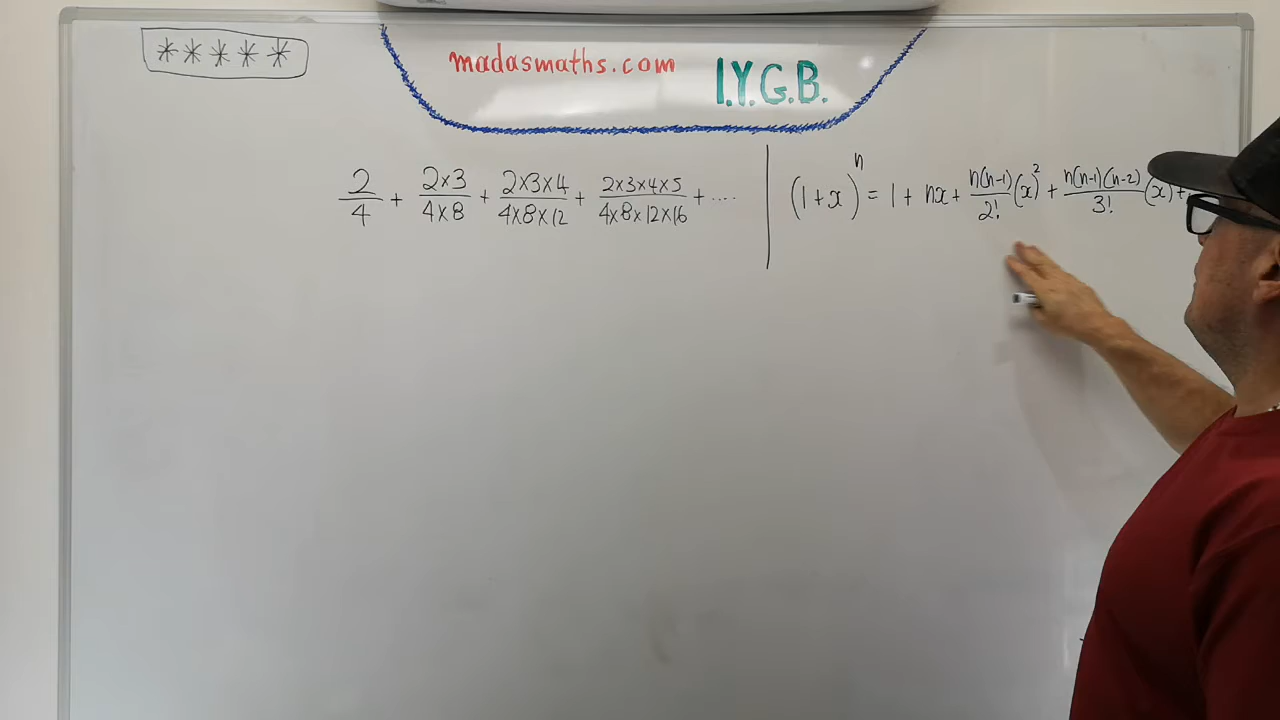 *****
madasmaths.com
I.Y.G.B.
2/4 + 2×3/4×8 + 2×3×4/4×8×12 + 2×3×4×5/4×8×12×16 + ....
(1+x)^n = 1 + nx + n(n-1)/2! (x)^2 + n(n-1)(n-2)/3! (x) +